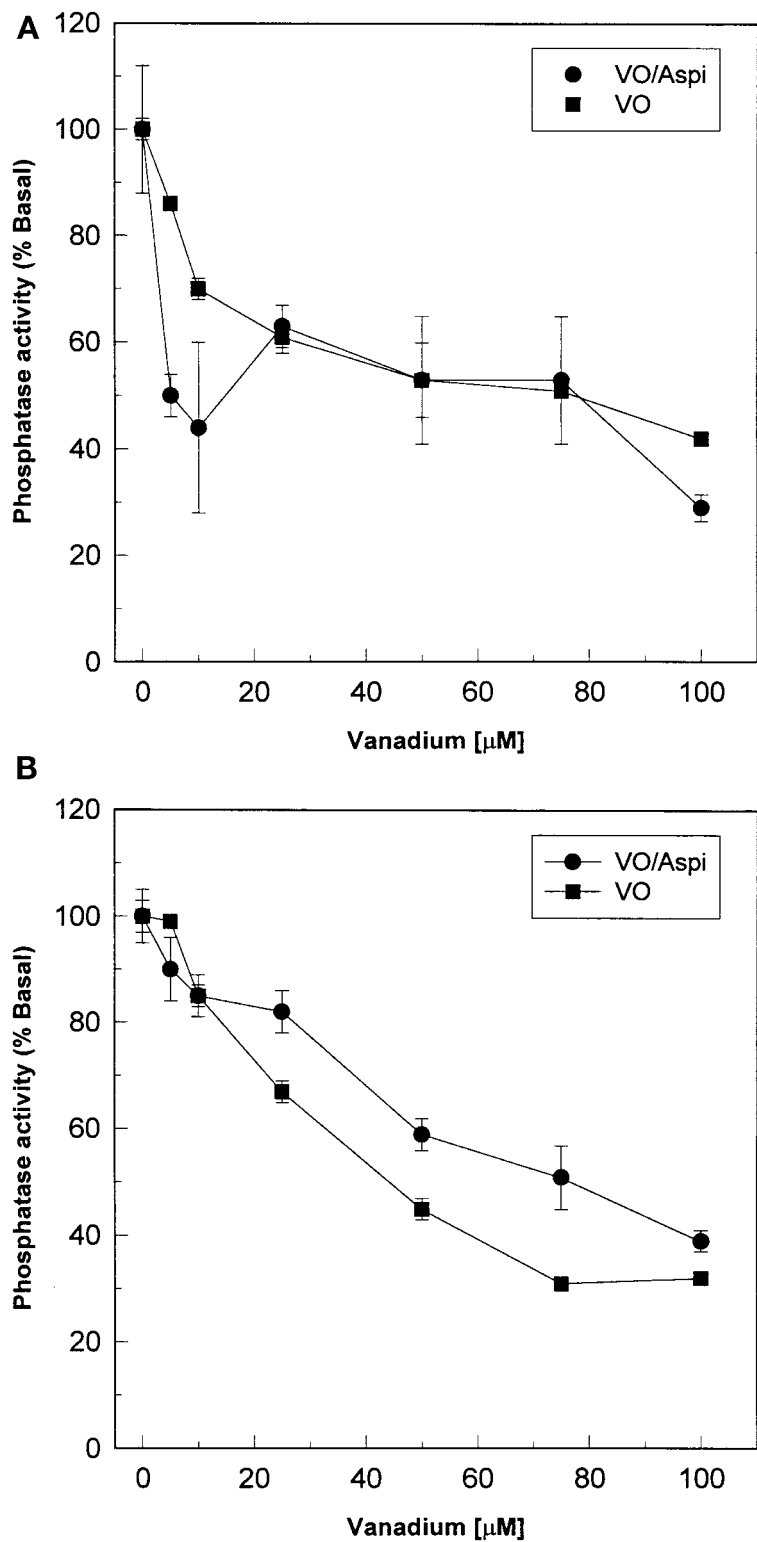 A
120
100
80
60
40
20
0
Phosphatase activity (% Basal)
VO/Aspi
VO
0 20 40 60 80 100
Vanadium [μM]
B
120
100
80
60
40
20
0
Phosphatase activity (% Basal)
VO/Aspi
VO
0 20 40 60 80 100
Vanadium [μM]